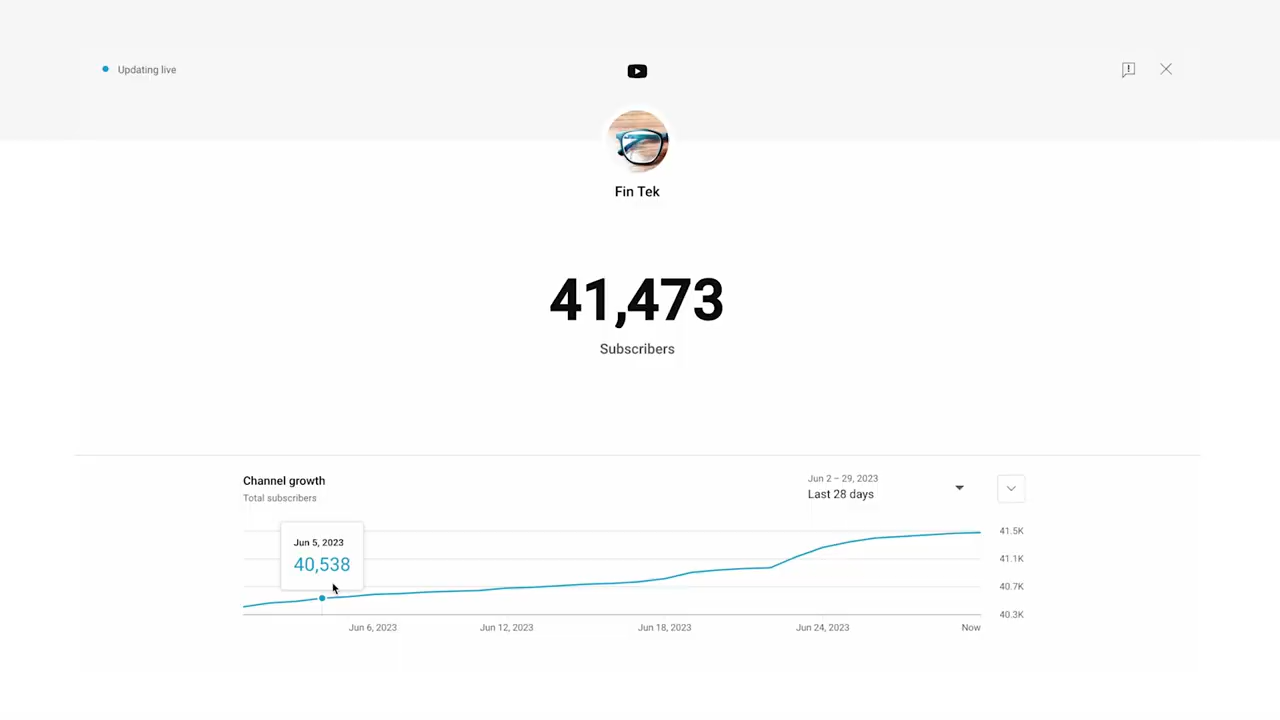 Updating live
Fin Tek
41,473
Subscribers
Channel growth
Total subscribers
Jun 2 – 29, 2023
Last 28 days
Jun 5, 2023
40,538
41.5K
41.1K
40.7K
40.3K
Jun 6, 2023
Jun 12, 2023
Jun 18, 2023
Jun 24, 2023
Now